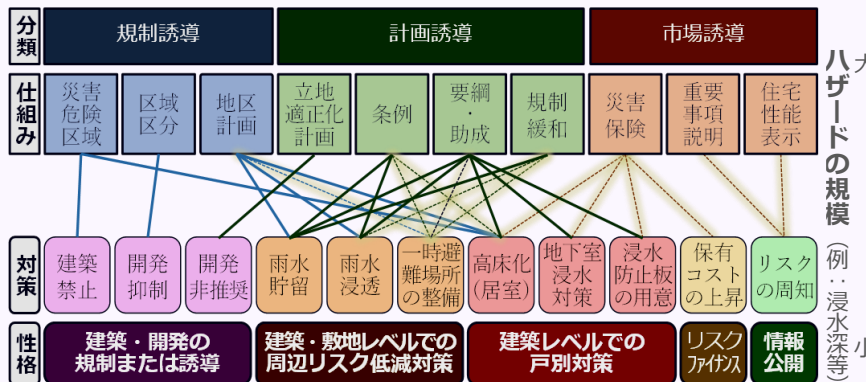 分類
規制誘導
計画誘導
市場誘導
仕組み
災害
危険
区域
区域
区分
地区
計画
立地
適正化
計画
条例
要綱
・
助成
規制
緩和
災害
保険
重要
事項
説明
住宅
性能
表示
対策
建築
禁止
開発
抑制
開発
非推奨
雨水
貯留
雨水
浸透
一時避
難場所
の整備
高床化
(居室)
地下室
浸水
対策
浸水
防止板
の用意
保有
コスト
の上昇
リスク
の周知
性格
建築・開発の
規制または誘導
建築・敷地レベルでの
周辺リスク低減対策
建築レベルでの
戸別対策
リスク
ファイナンス
情報
公開
大
ハザードの規模(例:浸水深等)
小